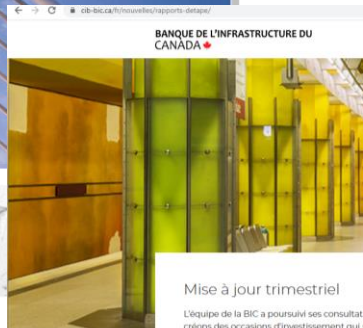 cib-bic.ca/fr/nouvelles/rapports-detape/
BANQUE DE L'INFRASTRUCTURE DU
CANADA
Mise à jour trimestriel
L'équipe de la BIC a poursuivi ses consultat
créons des occasions d'investissement qui